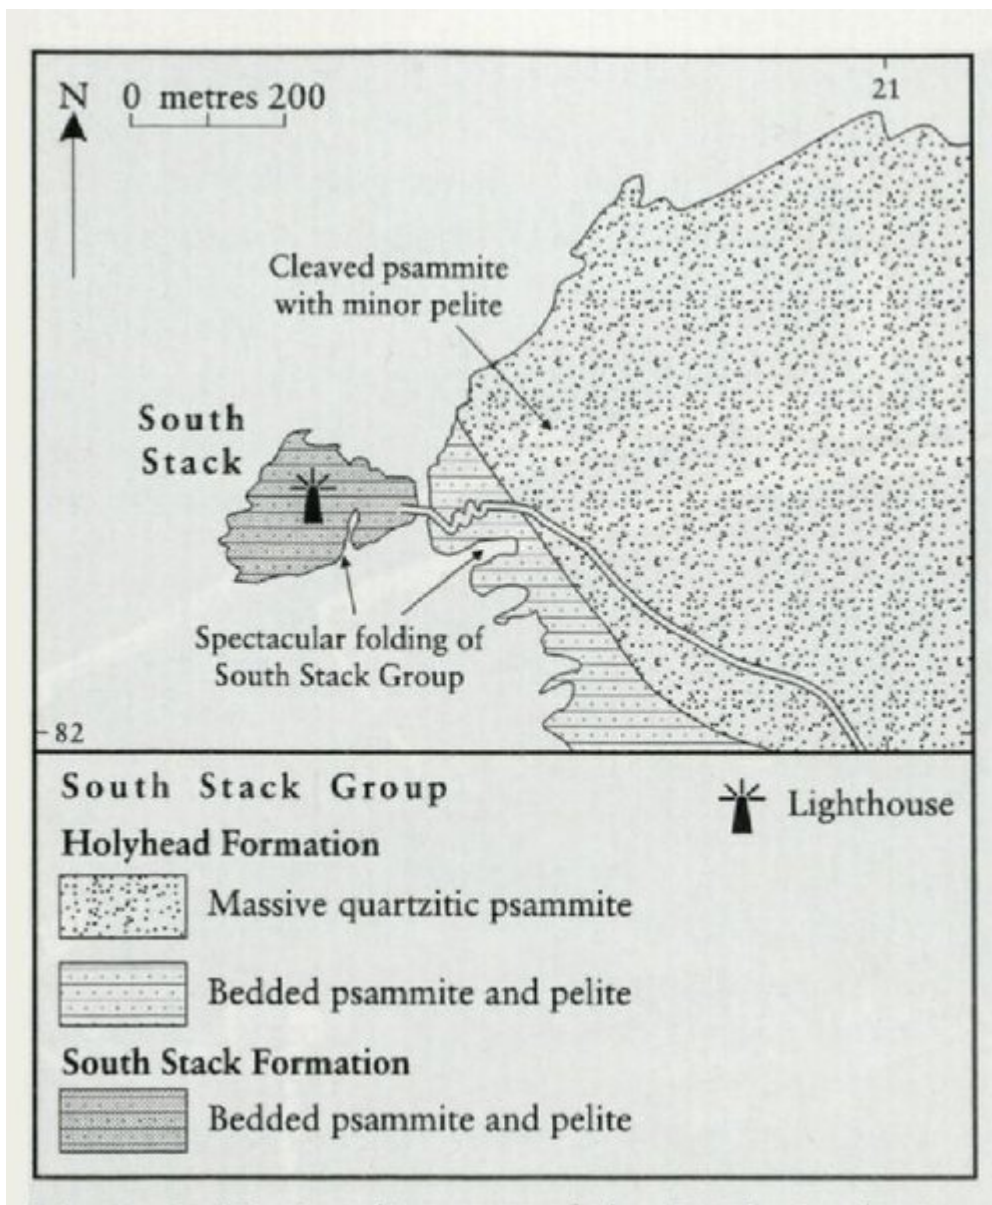 N 0 metres 200
21
Cleaved psammite
with minor pelite
South
Stack
Spectacular folding of
South Stack Group
82
South Stack Group
Lighthouse
Holyhead Formation
Massive quartzitic psammite
Bedded psammite and pelite
South Stack Formation
Bedded psammite and pelite